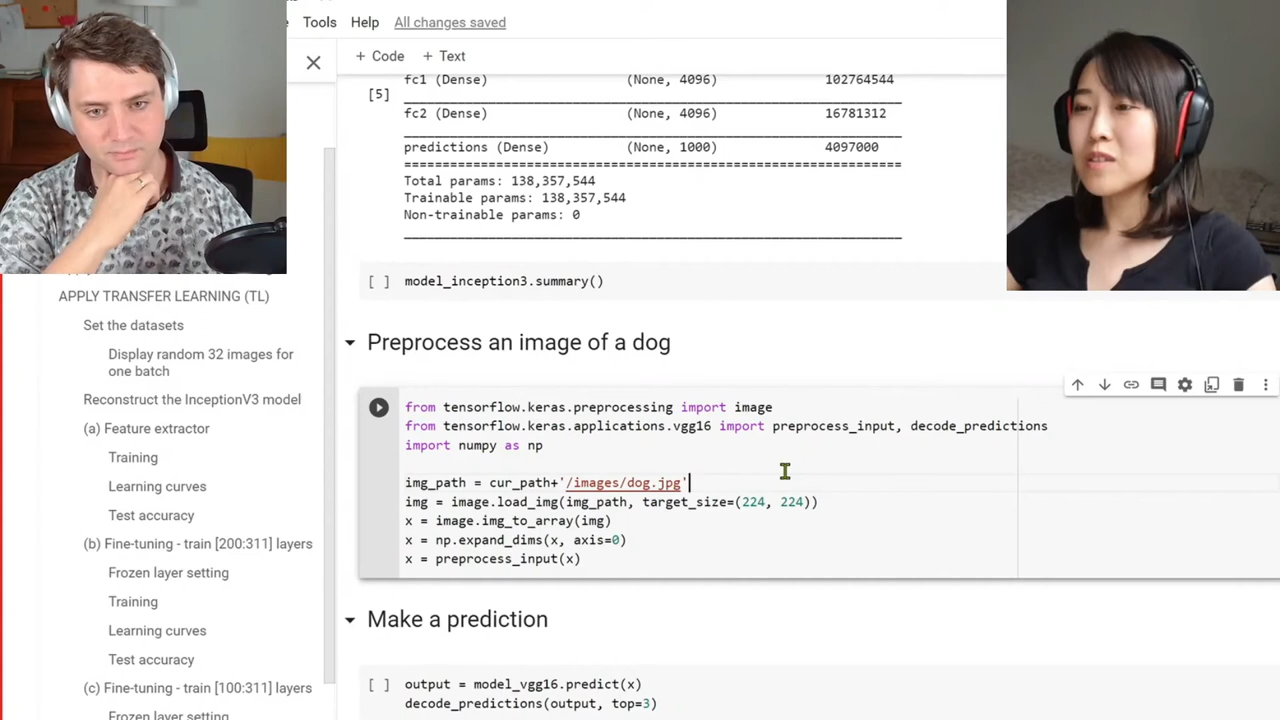 Tools Help All changes saved
+ Code + Text
fc1 (Dense) (None, 4096) 102764544
[5]
fc2 (Dense) (None, 4096) 16781312
predictions (Dense) (None, 1000) 4097000
Total params: 138,357,544
Trainable params: 138,357,544
Non-trainable params: 0
[ ] model_inception3.summary()
APPLY TRANSFER LEARNING (TL)
Set the datasets
Display random 32 images for
one batch
Reconstruct the InceptionV3 model
(a) Feature extractor
Training
Learning curves
Test accuracy
(b) Fine-tuning - train [200:311] layers
Frozen layer setting
Training
Learning curves
Test accuracy
(c) Fine-tuning - train [100:311] layers
Frozen layer setting
Preprocess an image of a dog
from tensorflow.keras.preprocessing import image
from tensorflow.keras.applications.vgg16 import preprocess_input, decode_predictions
import numpy as np
img_path = cur_path+'/images/dog.jpg'
img = image.load_img(img_path, target_size=(224, 224))
x = image.img_to_array(img)
x = np.expand_dims(x, axis=0)
x = preprocess_input(x)
Make a prediction
[ ] output = model_vgg16.predict(x)
decode_predictions(output, top=3)